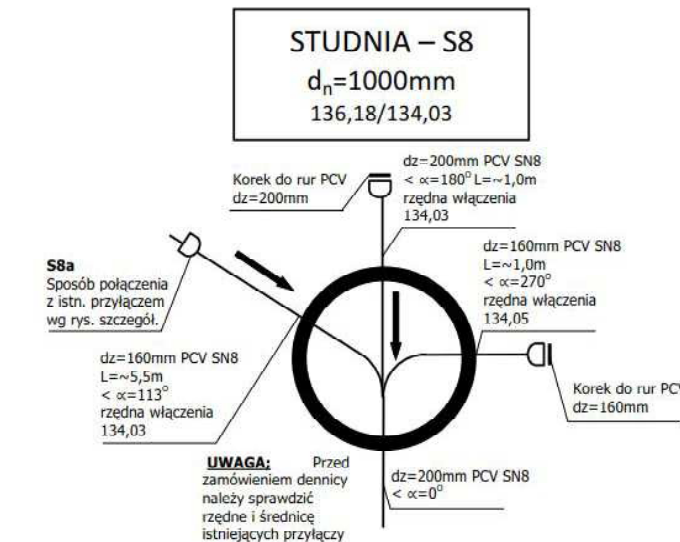 STUDNIA – S8
dn=1000mm
136,18/134,03
Korek do rur PCV
dz=200mm
dz=200mm PCV SN8
< ∝=180° L=~1,0m
rzędna włączenia
134,03
S8a
Sposób połączenia
z istn. przyłączem
wg rys. szczegół.
dz=160mm PCV SN8
L=~1,0m
< ∝=270°
rzędna włączenia
134,05
dz=160mm PCV SN8
L=~5,5m
< ∝=113°
rzędna włączenia
134,03
Korek do rur PCV
dz=160mm
UWAGA: Przed
zamówieniem dennicy
należy sprawdzić
rzędne i średnicę
istniejących przyłączy
dz=200mm PCV SN8
< ∝=0°